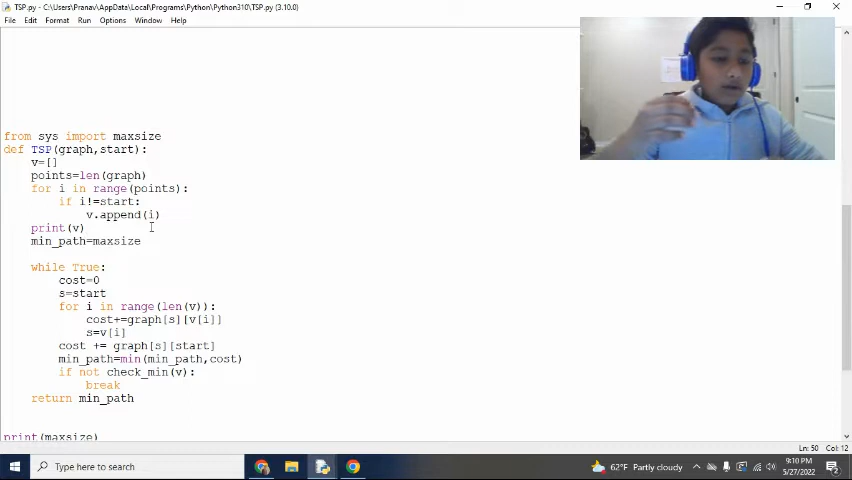 TSP.py - C:\Users\Pranav\AppData\Local\Programs\Python\Python310\TSP.py (3.10.0)
File Edit Format Run Options Window Help
from sys import maxsize
def TSP(graph,start):
    v=[]
    points=len(graph)
    for i in range(points):
        if i!=start:
            v.append(i)
    print(v)
    min_path=maxsize
    while True:
        cost=0
        s=start
        for i in range(len(v)):
            cost+=graph[s][v[i]]
            s=v[i]
        cost += graph[s][start]
        min_path=min(min_path,cost)
        if not check_min(v):
            break
    return min_path
print(maxsize)
Ln: 50 Col: 12
Type here to search
62°F Partly cloudy
9:10 PM
5/27/2022
2